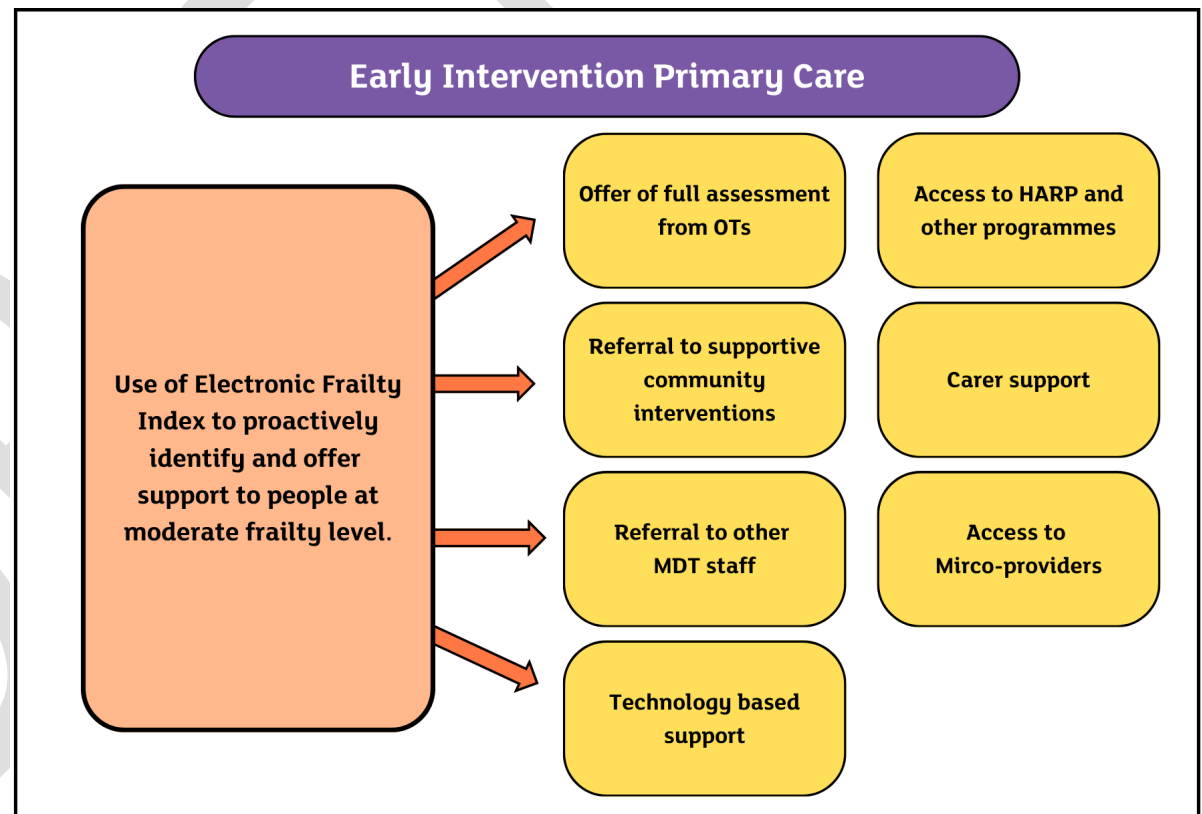 Early Intervention Primary Care
Use of Electronic Frailty
Index to proactively
identify and offer
support to people at
moderate frailty level.
Offer of full assessment
from OTs
Access to HARP and
other programmes
Referral to supportive
community
interventions
Carer support
Referral to other
MDT staff
Access to
Mirco-providers
Technology based
support